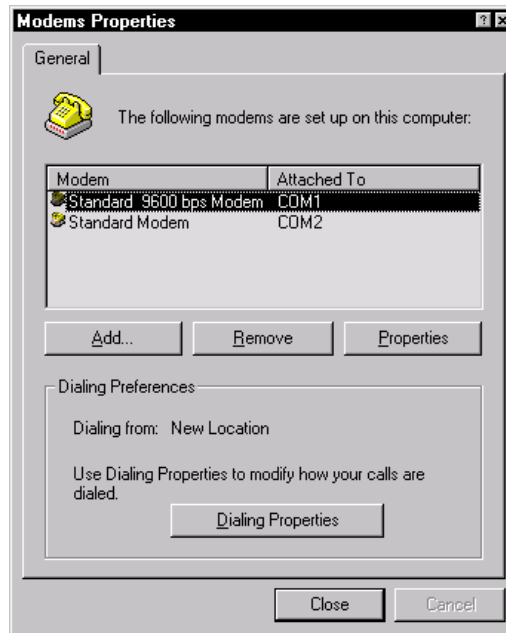 Modems Properties
General
The following modems are set up on this computer:
Modem Attached To
Standard 9600 bps Modem COM1
Standard Modem COM2
Add... Remove Properties
Dialing Preferences
Dialing from: New Location
Use Dialing Properties to modify how your calls are
dialed.
Dialing Properties
Close Cancel